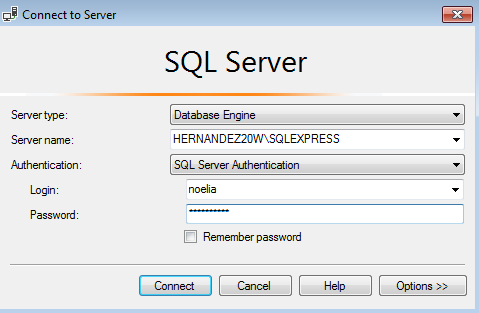 Connect to Server
SQL Server
Server type: Database Engine
Server name: HERNANDEZ20W\SQLEXPRESS
Authentication: SQL Server Authentication
Login: noelia
Password: **********
Remember password
Connect Cancel Help Options >>